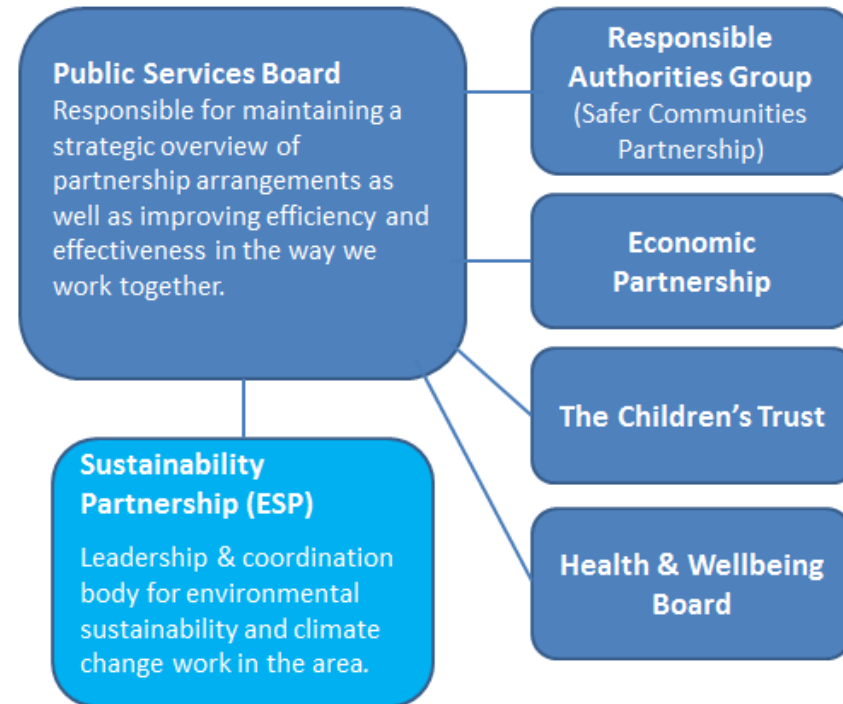 Public Services Board
Responsible for maintaining a
strategic overview of
partnership arrangements as
well as improving efficiency and
effectiveness in the way we
work together.
Sustainability
Partnership (ESP)
Leadership & coordination
body for environmental
sustainability and climate
change work in the area.
Responsible
Authorities Group
(Safer Communities
Partnership)
Economic
Partnership
The Children’s Trust
Health & Wellbeing
Board